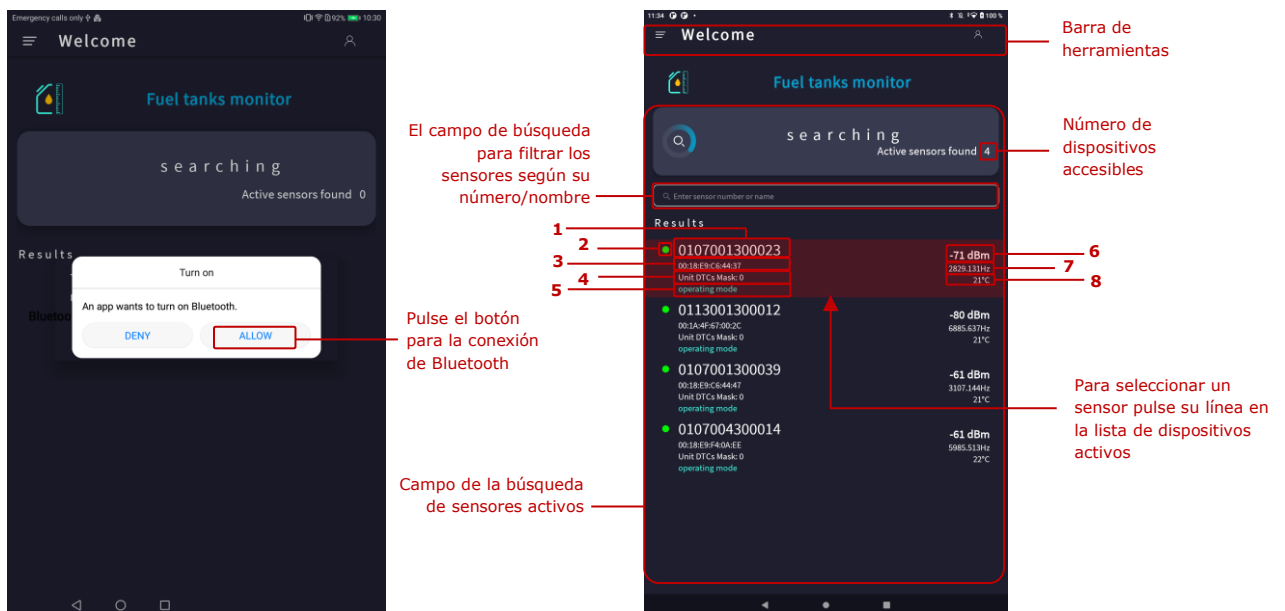 Emergency calls only
92% 10:30
Welcome
Fuel tanks monitor
searching
Active sensors found 0
Results
Turn on
An app wants to turn on Bluetooth.
DENY
ALLOW
El campo de búsqueda
para filtrar los
sensores según su
número/nombre
Pulse el botón
para la conexión
de Bluetooth
Campo de la búsqueda
de sensores activos
11:34
100 %
Welcome
Fuel tanks monitor
searching
Active sensors found 4
Enter sensor number or name
Results
1
2
3
4
5
0107001300023
00:18:E9:C6:44:37
Unit DTCs Mask: 0
operating mode
-71 dBm
2829.131Hz
21°C
6
7
8
0113001300012
00:1A:4F:67:00:2C
Unit DTCs Mask: 0
operating mode
-80 dBm
6885.637Hz
21°C
0107001300039
00:18:E9:C6:44:47
Unit DTCs Mask: 0
operating mode
-61 dBm
3107.144Hz
21°C
0107004300014
00:18:E9:F4:0A:EE
Unit DTCs Mask: 0
operating mode
-61 dBm
5985.513Hz
22°C
Barra de
herramientas
Número de
dispositivos
accesibles
Para seleccionar un
sensor pulse su línea en
la lista de dispositivos
activos